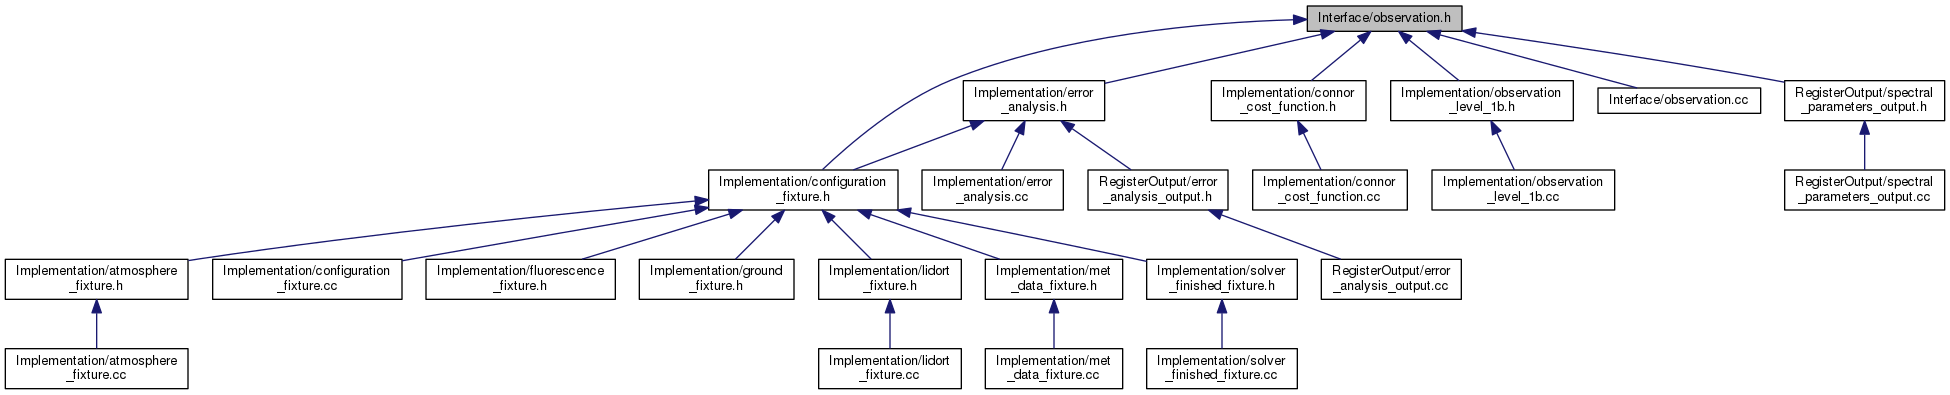 Interface/observation.h
Implementation/error
_analysis.h
Implementation/connor
_cost_function.h
Implementation/observation
_level_1b.h
Interface/observation.cc
RegisterOutput/spectral
_parameters_output.h
Implementation/configuration
_fixture.h
Implementation/error
_analysis.cc
RegisterOutput/error
_analysis_output.h
Implementation/connor
_cost_function.cc
Implementation/observation
_level_1b.cc
RegisterOutput/spectral
_parameters_output.cc
Implementation/atmosphere
_fixture.h
Implementation/configuration
_fixture.cc
Implementation/fluorescence
_fixture.h
Implementation/ground
_fixture.h
Implementation/lidort
_fixture.h
Implementation/met
_data_fixture.h
Implementation/solver
_finished_fixture.h
RegisterOutput/error
_analysis_output.cc
Implementation/atmosphere
_fixture.cc
Implementation/lidort
_fixture.cc
Implementation/met
_data_fixture.cc
Implementation/solver
_finished_fixture.cc